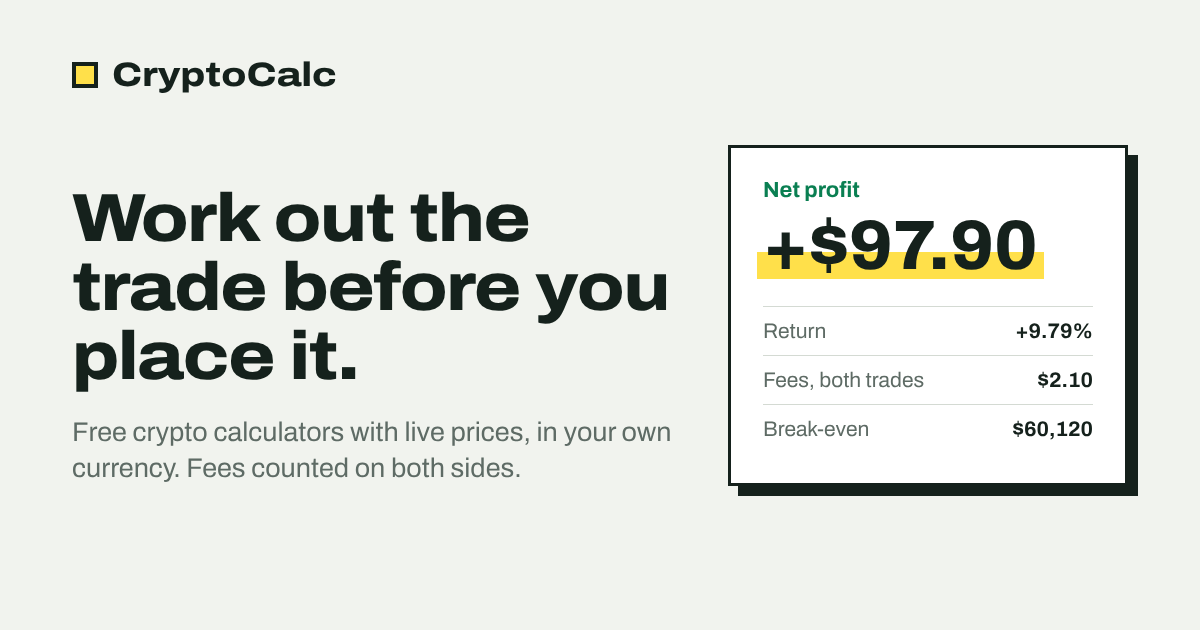 CryptoCalc
Work out the
trade before you
place it.
Free crypto calculators with live prices, in your own
currency. Fees counted on both sides.
Net profit
+$97.90
Return +9.79%
Fees, both trades $2.10
Break-even $60,120